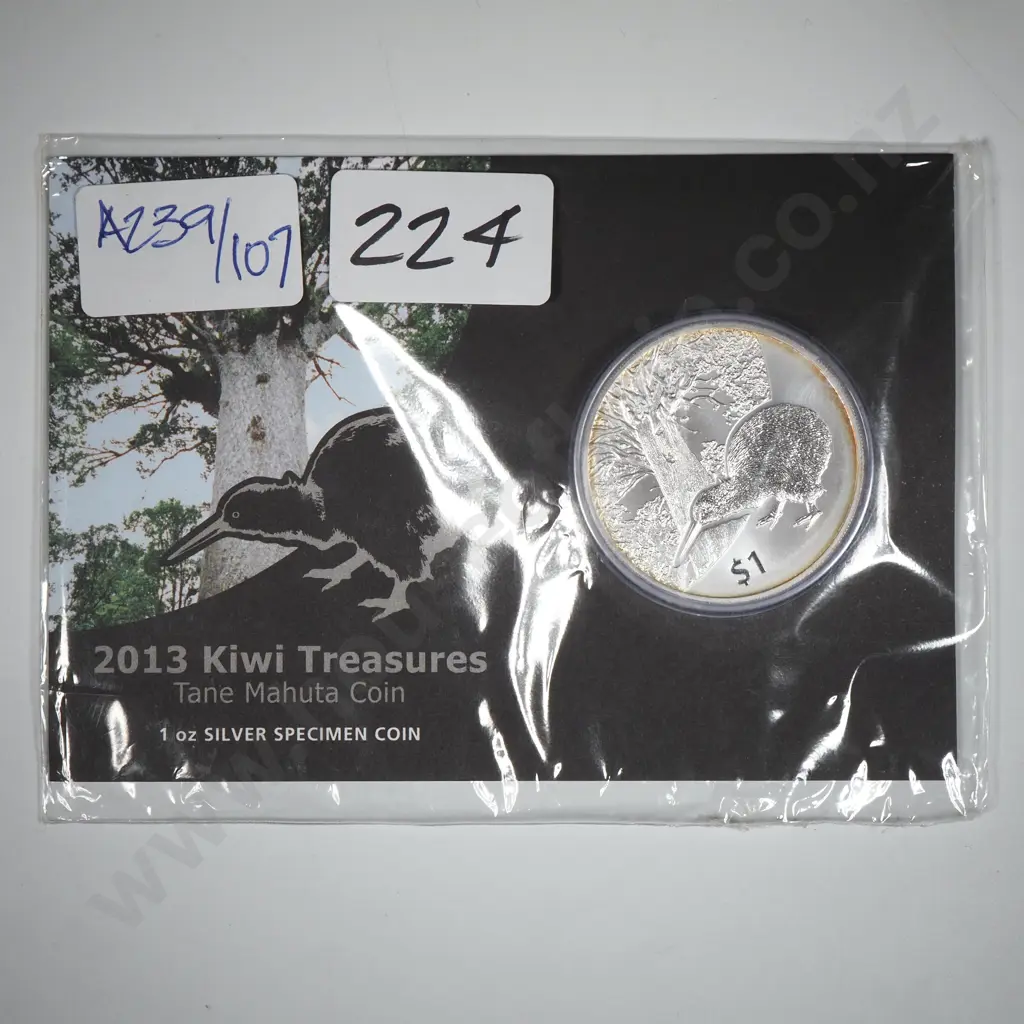 A239/107
224
$1
2013 Kiwi Treasures
Tane Mahuta Coin
1 oz SILVER SPECIMEN COIN